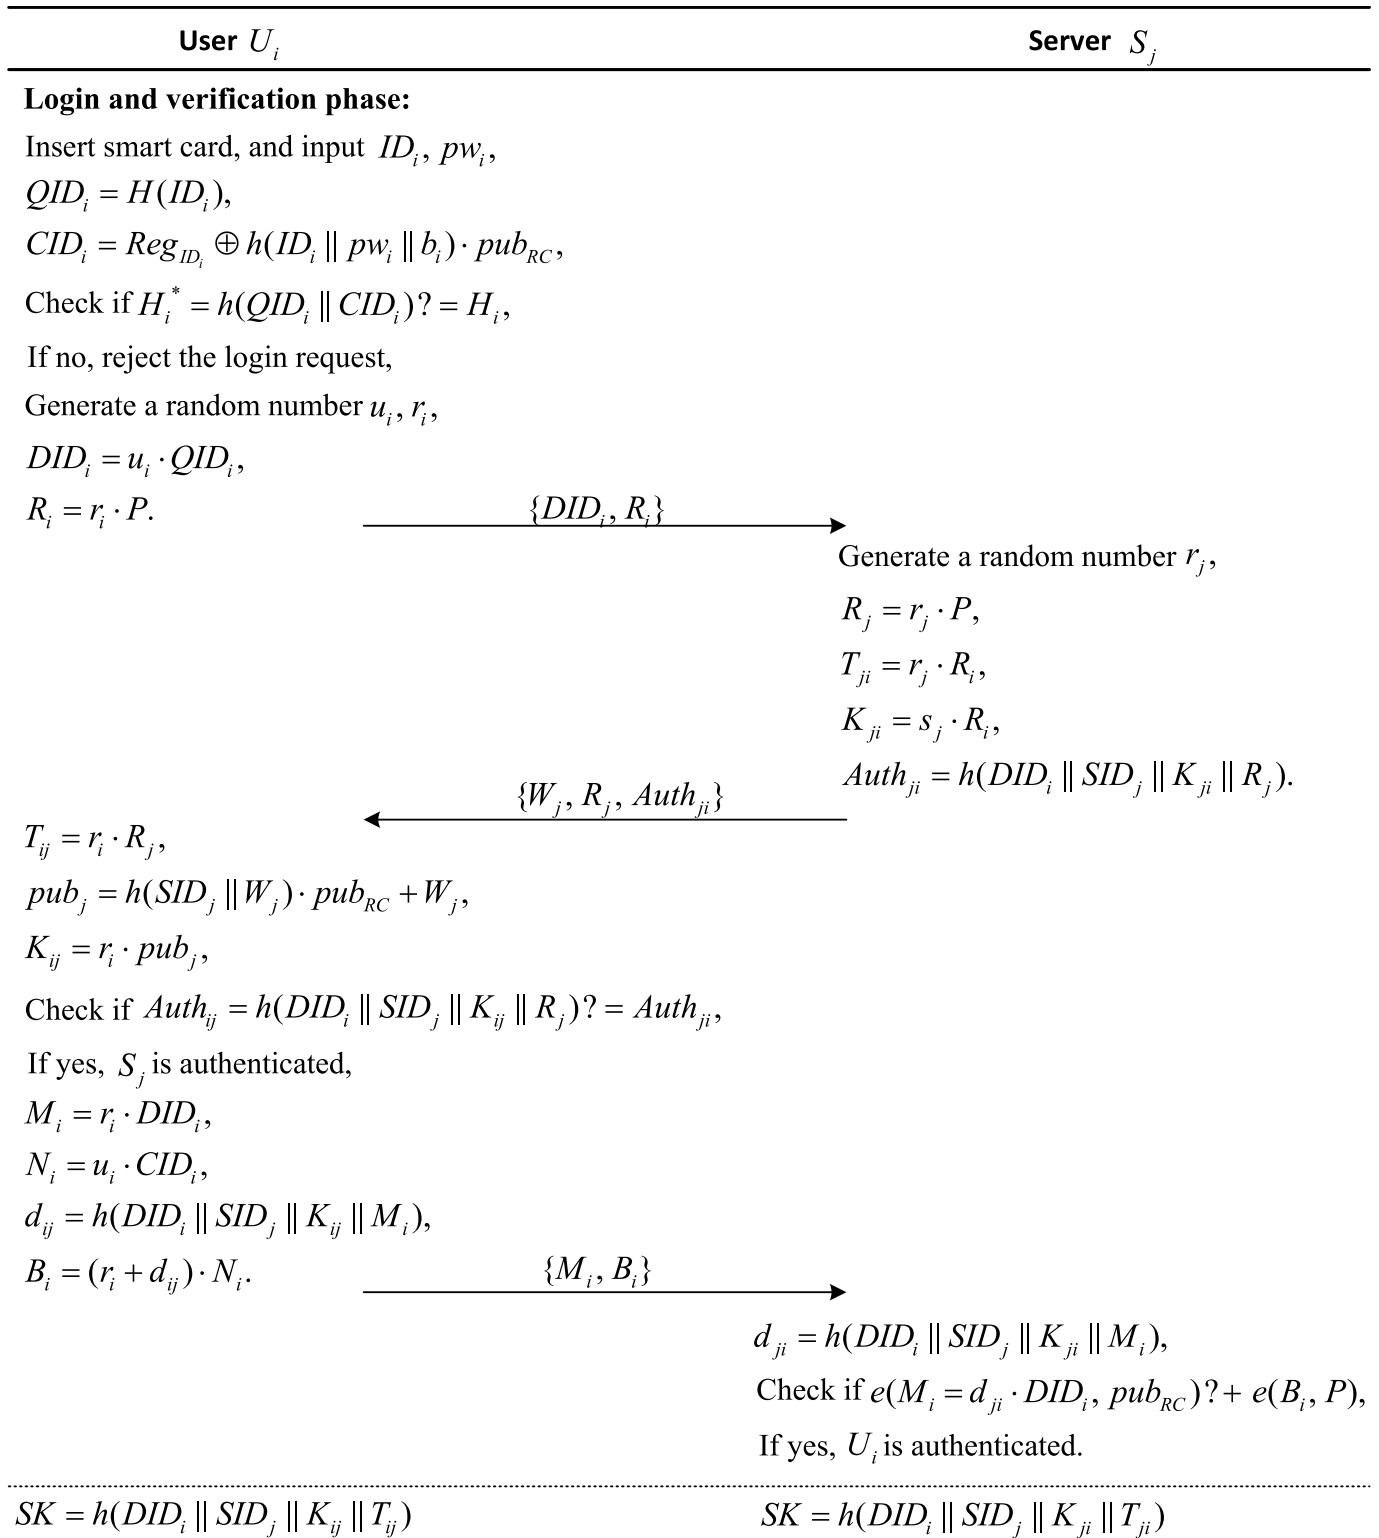 User U_i Server S_j
Login and verification phase:
Insert smart card, and input ID_i, pw_i,
QID_i = H(ID_i),
CID_i = Reg_{ID_i} ⊕ h(ID_i || pw_i || b_i) · pub_{RC},
Check if H_i^* = h(QID_i || CID_i)? = H_i,
If no, reject the login request,
Generate a random number u_i, r_i,
DID_i = u_i · QID_i,
R_i = r_i · P.
{DID_i, R_i}
Generate a random number r_j,
R_j = r_j · P,
T_{ji} = r_j · R_i,
K_{ji} = s_j · R_i,
Auth_{ji} = h(DID_i || SID_j || K_{ji} || R_j).
{W_j, R_j, Auth_{ji}}
T_{ij} = r_i · R_j,
pub_j = h(SID_j || W_j) · pub_{RC} + W_j,
K_{ij} = r_i · pub_j,
Check if Auth_{ij} = h(DID_i || SID_j || K_{ij} || R_j)? = Auth_{ji},
If yes, S_j is authenticated,
M_i = r_i · DID_i,
N_i = u_i · CID_i,
d_{ij} = h(DID_i || SID_j || K_{ij} || M_i),
B_i = (r_i + d_{ij}) · N_i.
{M_i, B_i}
d_{ji} = h(DID_i || SID_j || K_{ji} || M_i),
Check if e(M_i = d_{ji} · DID_i, pub_{RC})? + e(B_i, P),
If yes, U_i is authenticated.
SK = h(DID_i || SID_j || K_{ij} || T_{ij}) SK = h(DID_i || SID_j || K_{ji} || T_{ji})